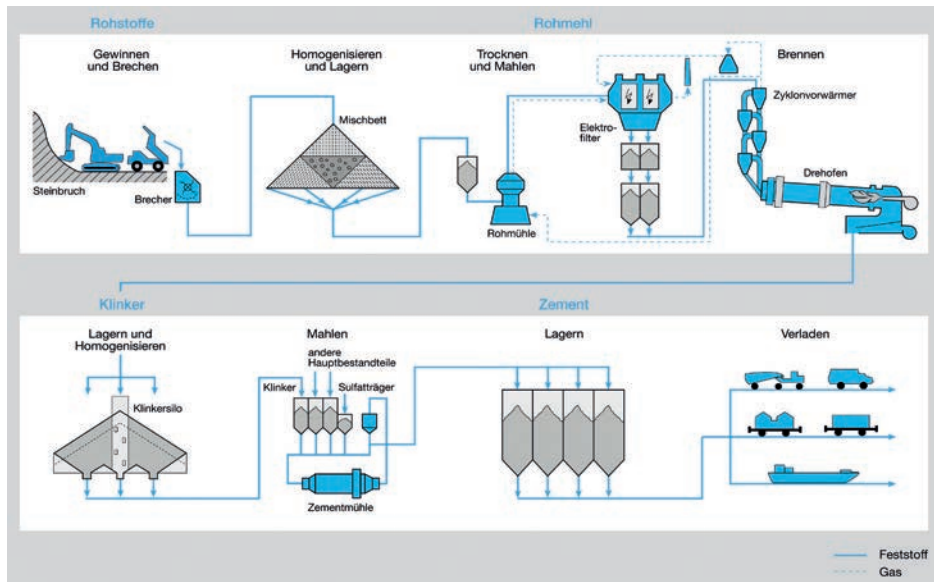 Rohstoffe
Rohmehl
Gewinnen
und Brechen
Homogenisieren
und Lagern
Trocknen
und Mahlen
Brennen
Zyklonvorwärmer
Mischbett
Elektro-
filter
Steinbruch
Brecher
Rohmühle
Drehofen
Klinker
Zement
Lagern und
Homogenisieren
Mahlen
Lagern
Verladen
andere
Hauptbestandteile
Klinker
Sulfatträger
Klinkersilo
Zementmühle
Feststoff
Gas